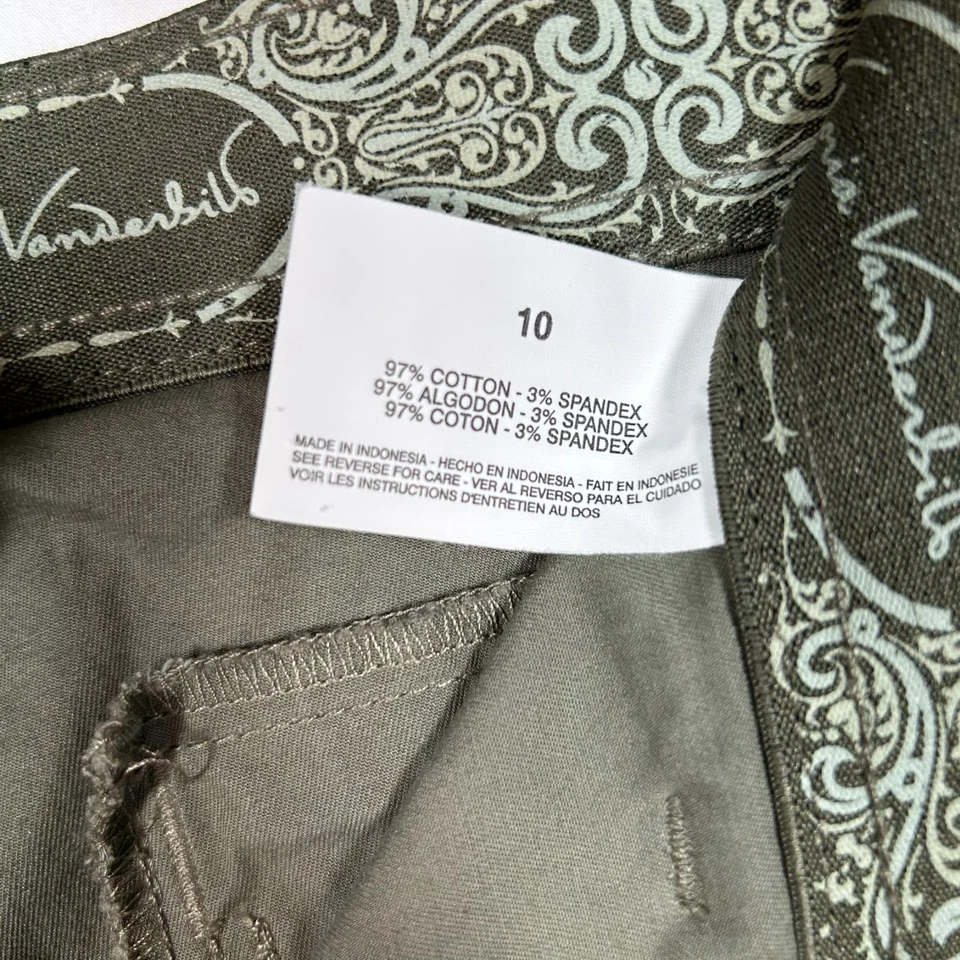 Vanderbilt
10
97% COTTON - 3% SPANDEX
97% ALGODON - 3% SPANDEX
97% COTON - 3% SPANDEX
MADE IN INDONESIA - HECHO EN INDONESIA - FAIT EN INDONESIE
SEE REVERSE FOR CARE - VER AL REVERSO PARA EL CUIDADO
VOIR LES INSTRUCTIONS D'ENTRETIEN AU DOS
Vanderbilt